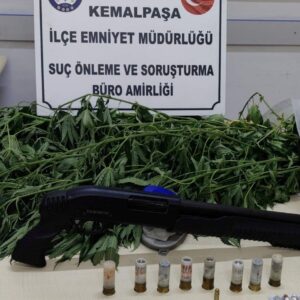 KEMALPAŞA
İLÇE EMNİYET MÜDÜRLÜĞÜ
SUÇ ÖNLEME VE SORUŞTURMA
BÜRO AMİRLİĞİ